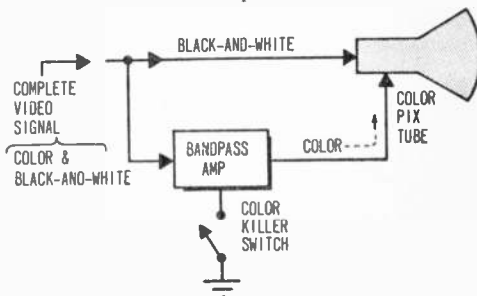 BLACK-AND-WHITE
COMPLETE
VIDEO
SIGNAL
COLOR &
BLACK-AND-WHITE
BANDPASS
AMP
COLOR
COLOR
PIX
TUBE
COLOR
KILLER
SWITCH